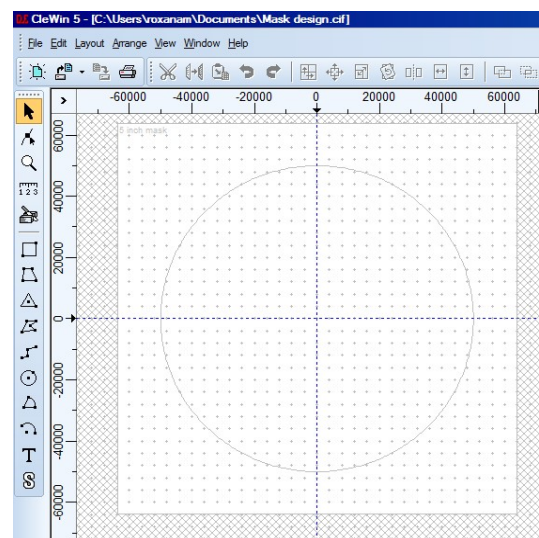 CleWin 5 - [C:\Users\roxanam\Documents\Mask design.cif]
File Edit Layout Arrange View Window Help
-60000 -40000 -20000 0 20000 40000 60000
5 inch mask
60000
40000
20000
0
-20000
-40000
-60000
1 2 3
T
S